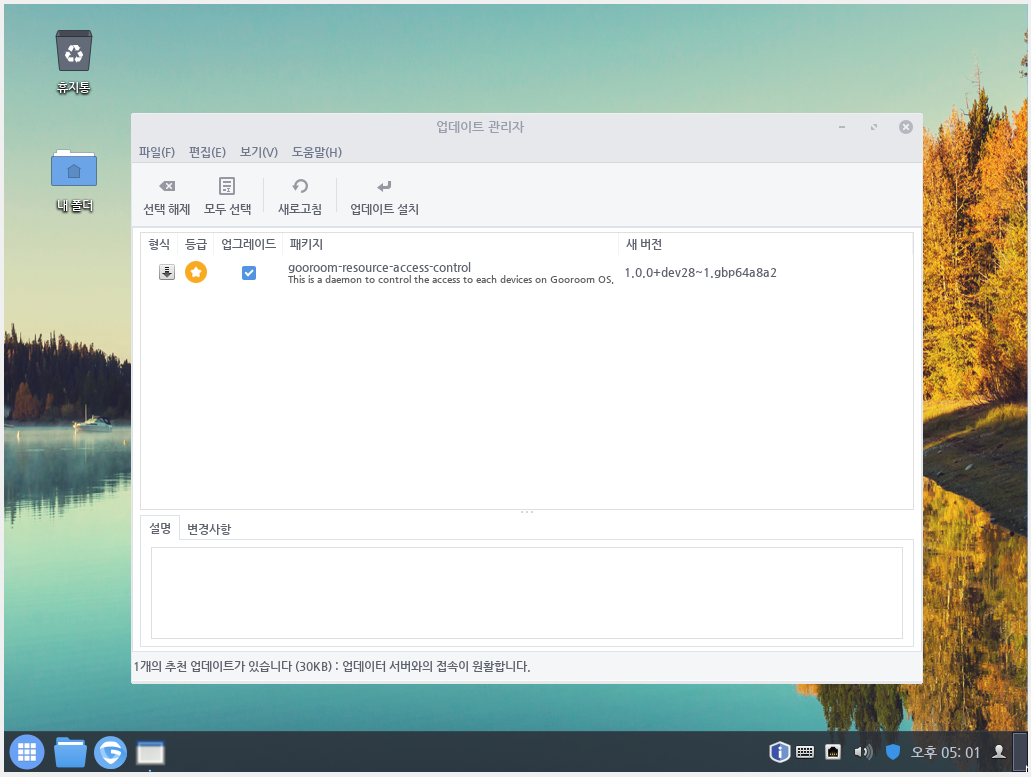 휴지통
내 폴더
업데이트 관리자
파일(F) 편집(E) 보기(V) 도움말(H)
선택 해제 모두 선택 새로고침 업데이트 설치
형식 등급 업그레이드 패키지 새 버전
gooroom-resource-access-control
This is a daemon to control the access to each devices on Gooroom OS.
1.0.0+dev28~1.gbp64a8a2
설명 변경사항
1개의 추천 업데이트가 있습니다 (30KB) : 업데이터 서버와의 접속이 원활합니다.
오후 05: 01